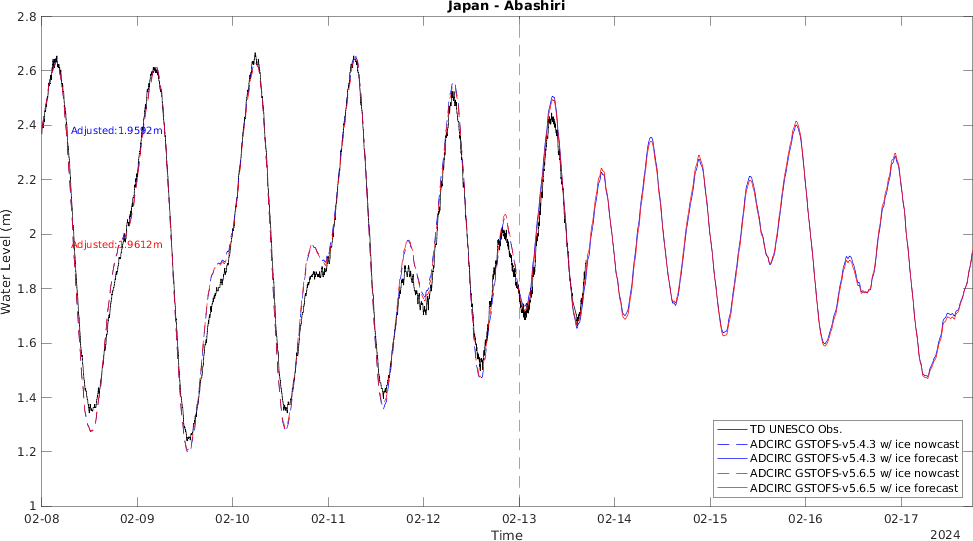 Japan - Abashiri
2.8
2.6
2.4
2.2
2
1.8
1.6
1.4
1.2
1
Water Level (m)
Adjusted:1.9592m
Adjusted:1.9612m
TD UNESCO Obs.
ADCIRC GSTOFS-v5.4.3 w/ ice nowcast
ADCIRC GSTOFS-v5.4.3 w/ ice forecast
ADCIRC GSTOFS-v5.6.5 w/ ice nowcast
ADCIRC GSTOFS-v5.6.5 w/ ice forecast
02-08 02-09 02-10 02-11 02-12 02-13 02-14 02-15 02-16 02-17
Time
2024